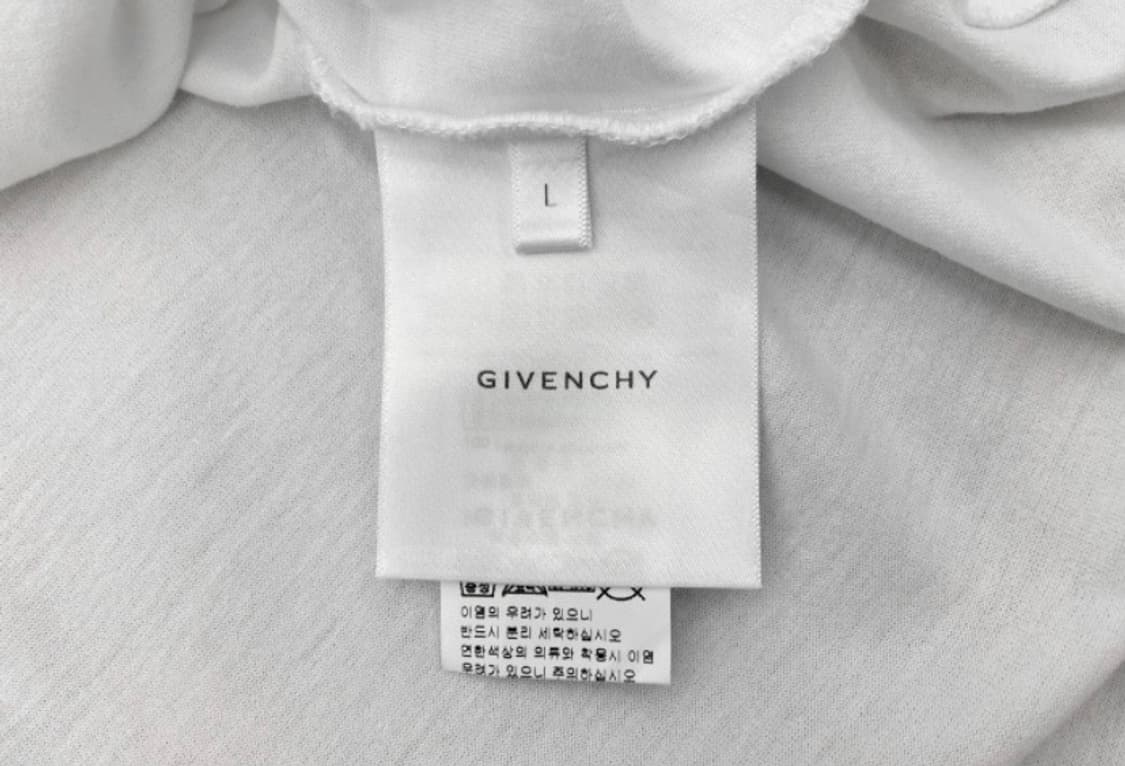 L
GIVENCHY
이염의 우려가 있으니
반드시 분리 세탁하십시오
연한색상의 의류와 착용시 이염
우려가 있으니 주의하십시오